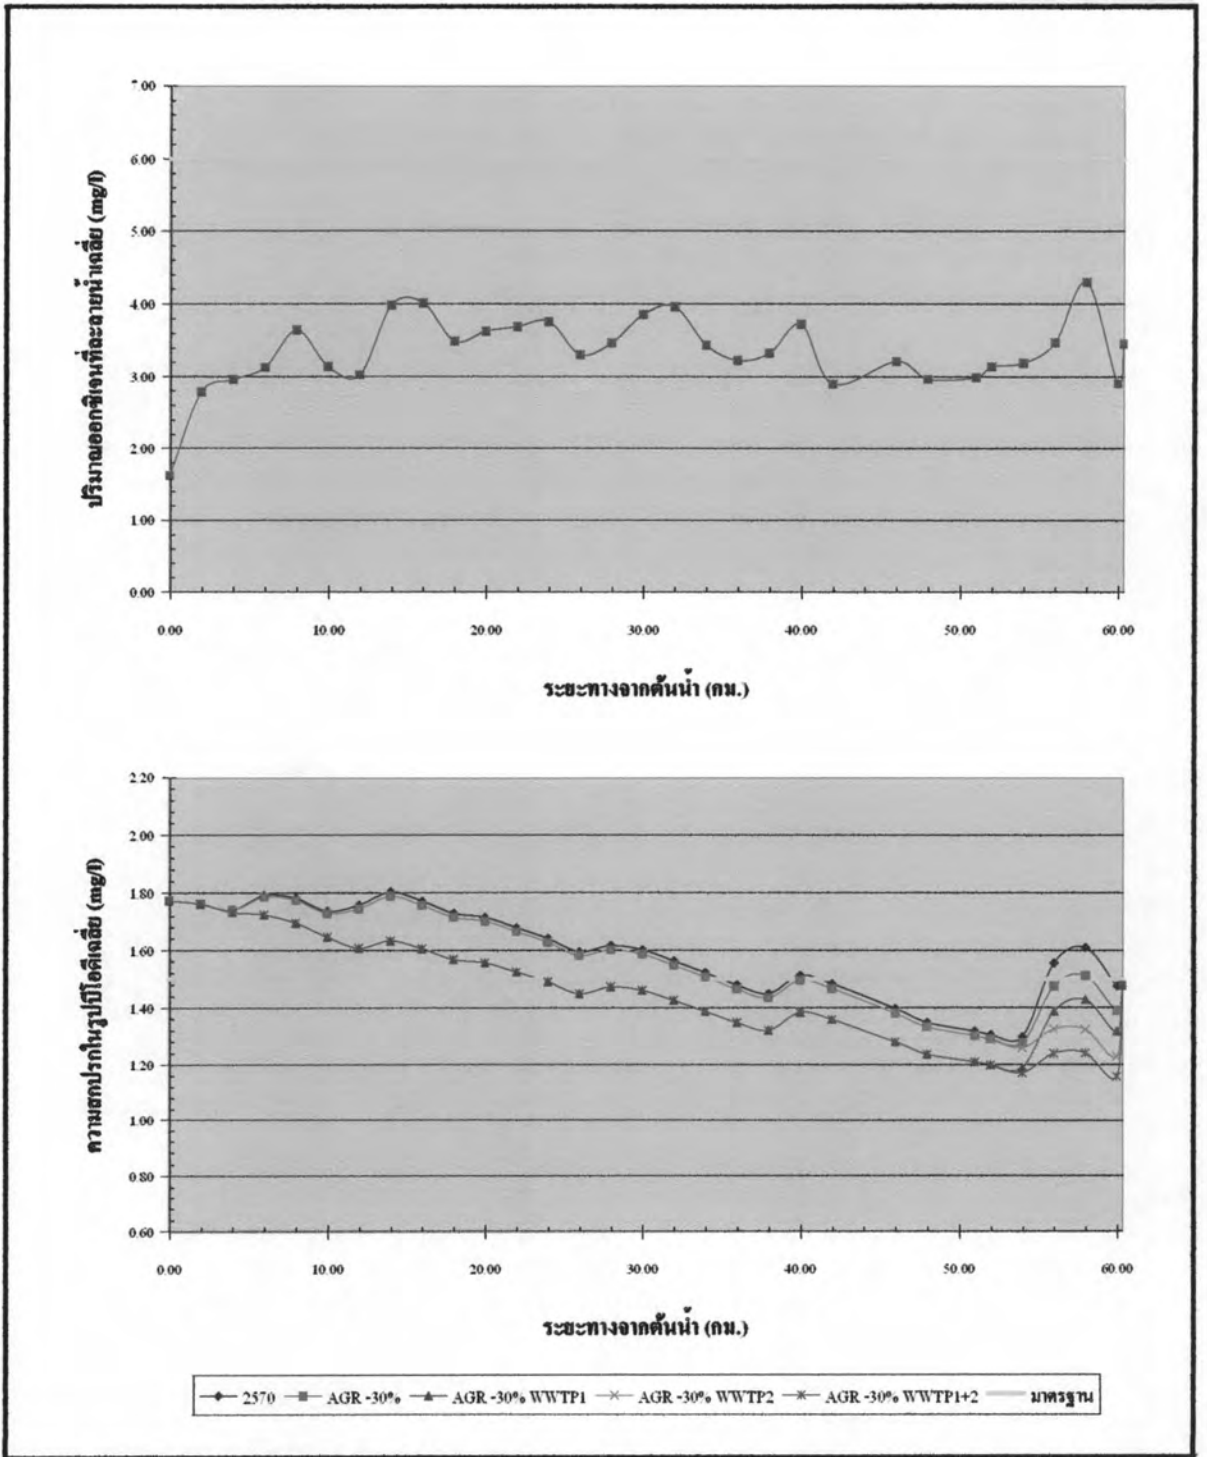 7.00
6.00
5.00
4.00
3.00
2.00
1.00
0.00
ปริมาณออกซิเจนที่ละลายน้ำเฉลี่ย (mg/l)
0.00 10.00 20.00 30.00 40.00 50.00 60.00
ระยะทางจากต้นน้ำ (กม.)
2.20
2.00
1.80
1.60
1.40
1.20
1.00
0.80
0.60
ความสกปรกในรูปบีโอดีเฉลี่ย (mg/l)
0.00 10.00 20.00 30.00 40.00 50.00 60.00
ระยะทางจากต้นน้ำ (กม.)
2570 AGR -30% AGR -30% WWTP1 AGR -30% WWTP2 AGR -30% WWTP1+2 มาตรฐาน